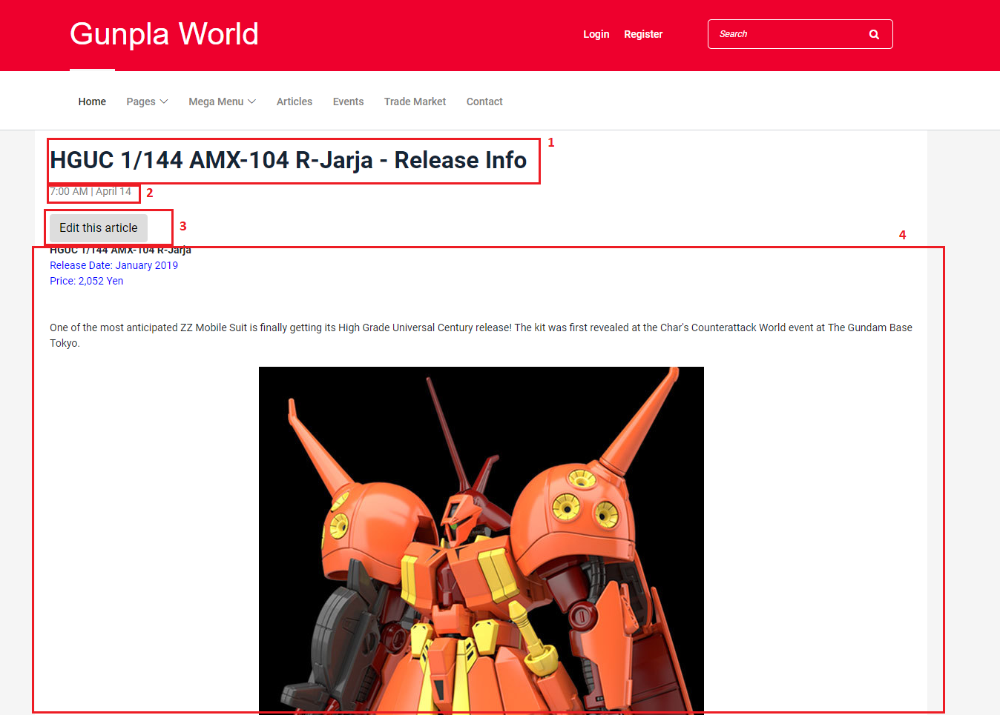 Gunpla World
Login Register Search
Home Pages Mega Menu Articles Events Trade Market Contact
HGUC 1/144 AMX-104 R-Jarja - Release Info 1
7:00 AM | April 14 2
Edit this article 3
4
HGUC 1/144 AMX-104 R-Jarja
Release Date: January 2019
Price: 2,052 Yen
One of the most anticipated ZZ Mobile Suit is finally getting its High Grade Universal Century release! The kit was first revealed at the Char's Counterattack World event at The Gundam Base
Tokyo.